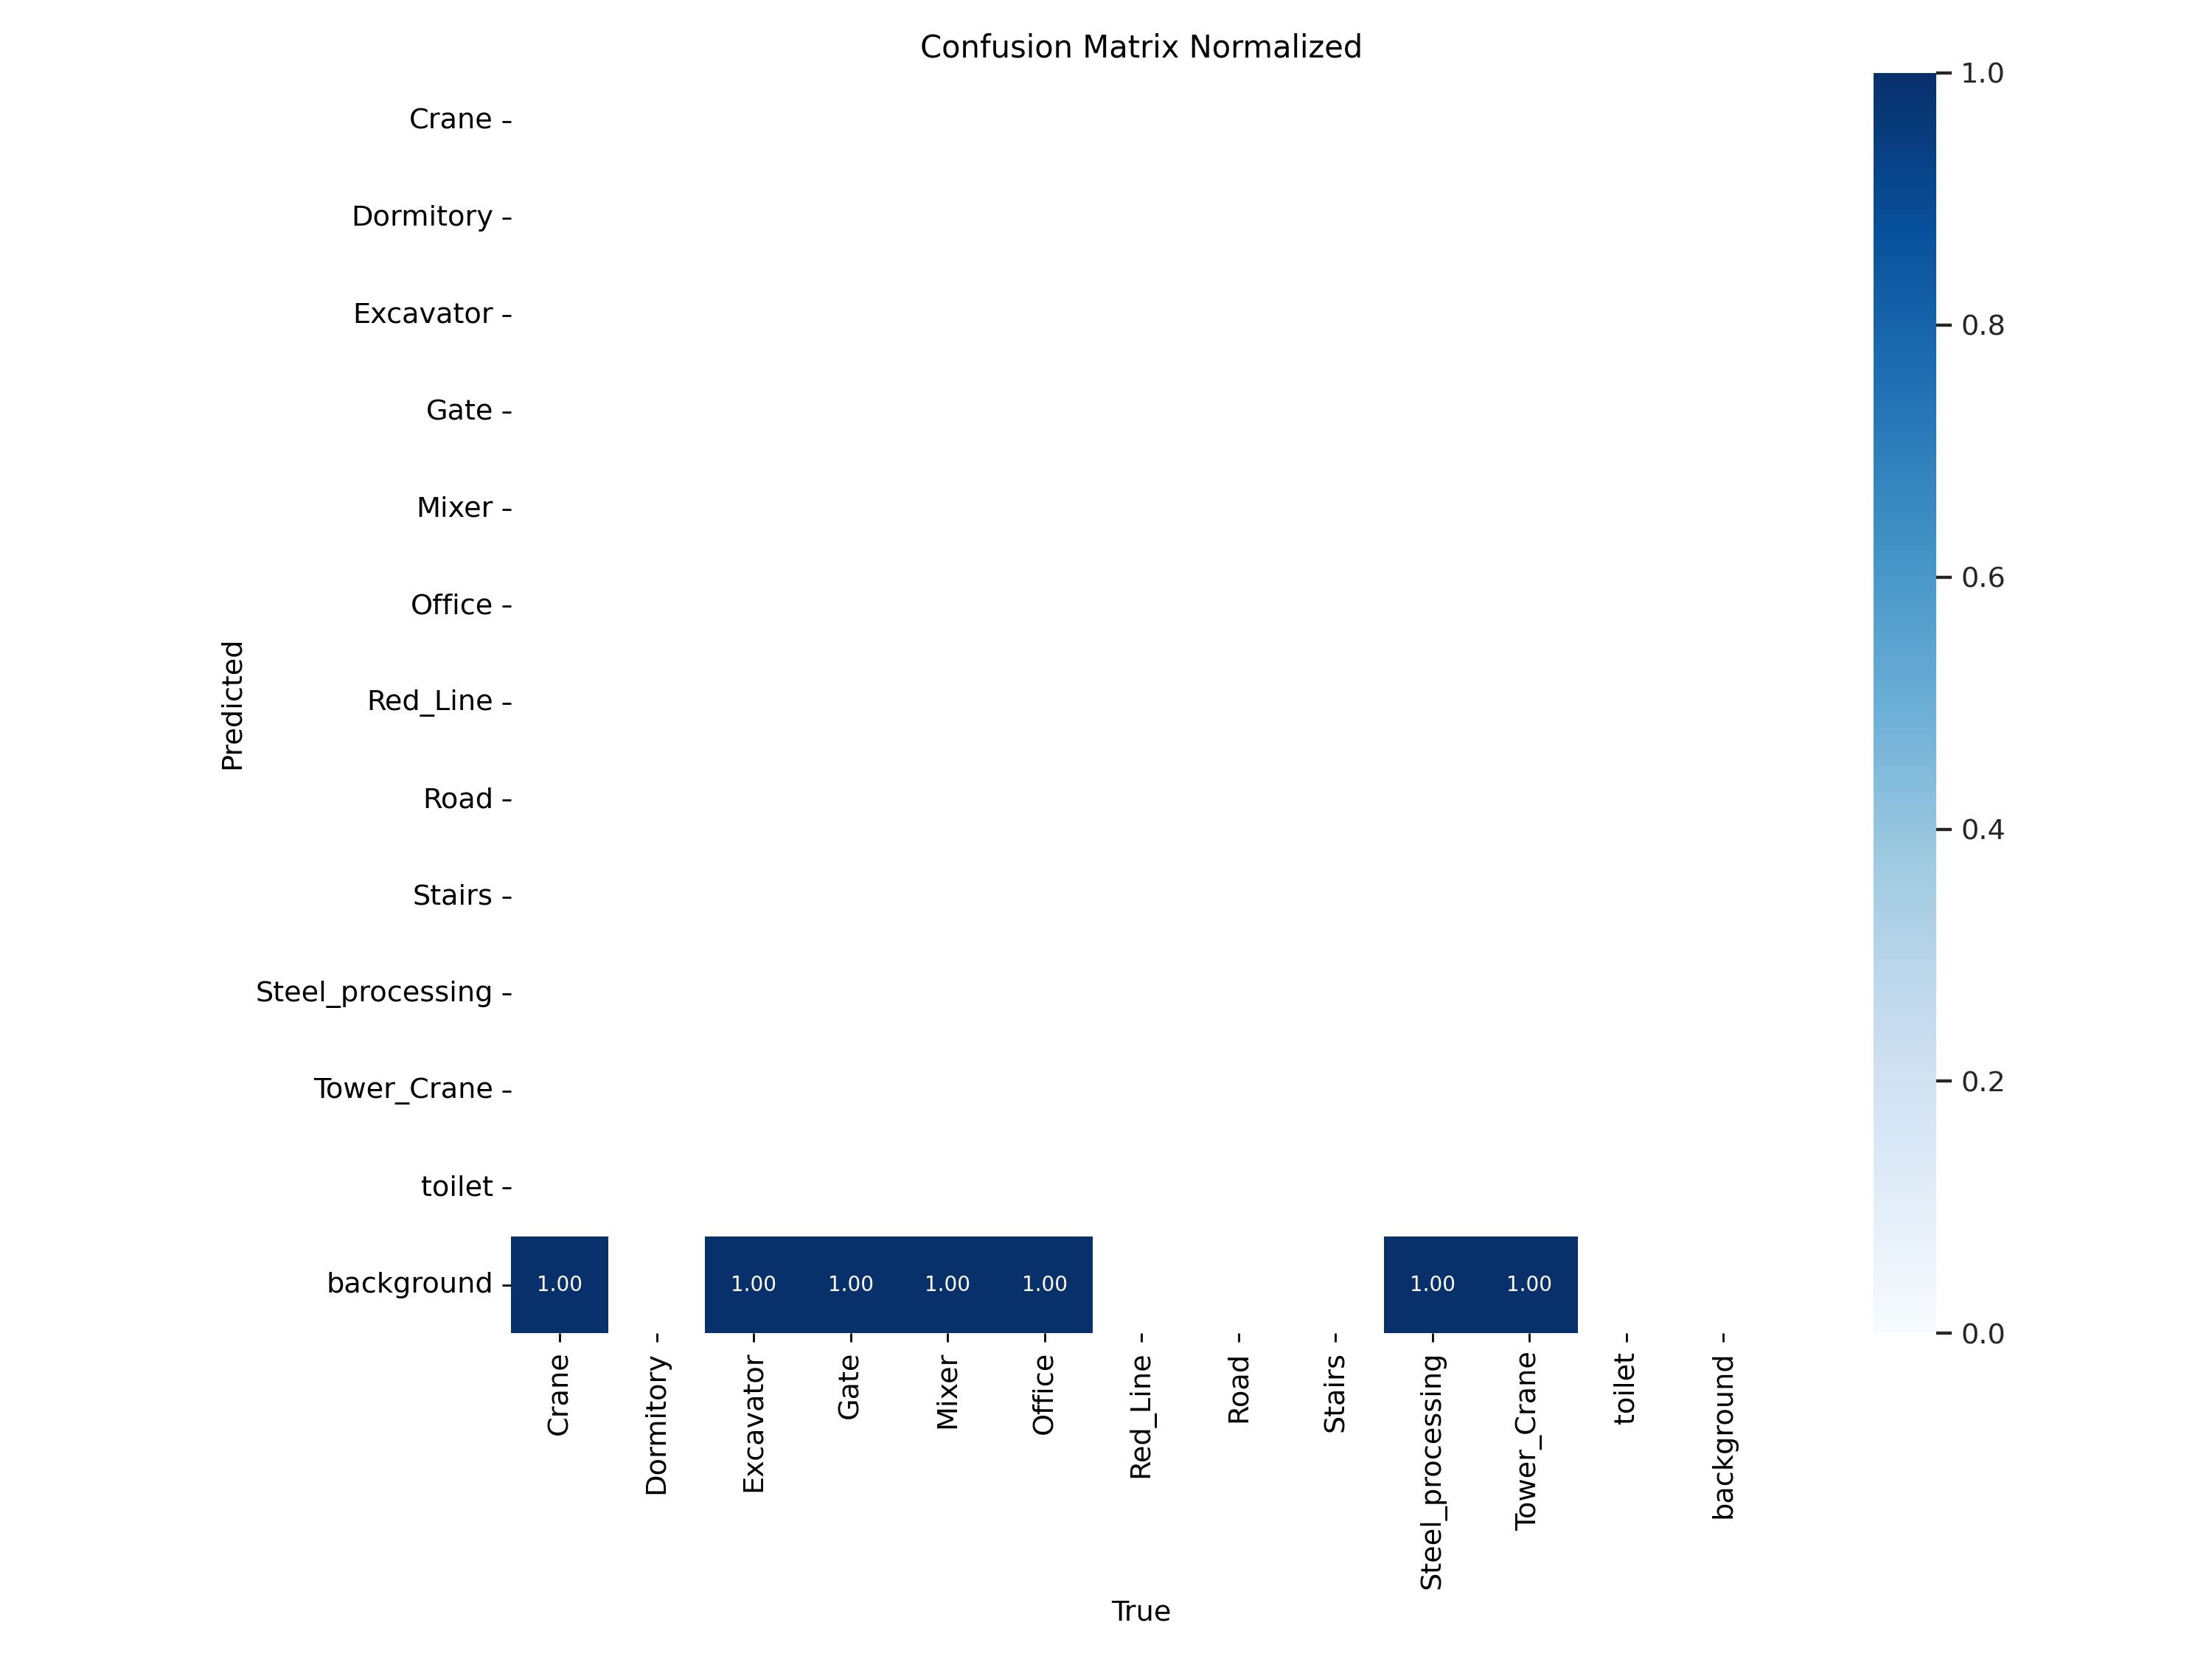 Confusion Matrix Normalized
Crane
Dormitory
Excavator
Gate
Mixer
Office
Red_Line
Road
Stairs
Steel_processing
Tower_Crane
toilet
background
Predicted
1.00 1.00 1.00 1.00 1.00 1.00 1.00
Crane Dormitory Excavator Gate Mixer Office Red_Line Road Stairs Steel_processing Tower_Crane toilet background
True
1.0
0.8
0.6
0.4
0.2
0.0